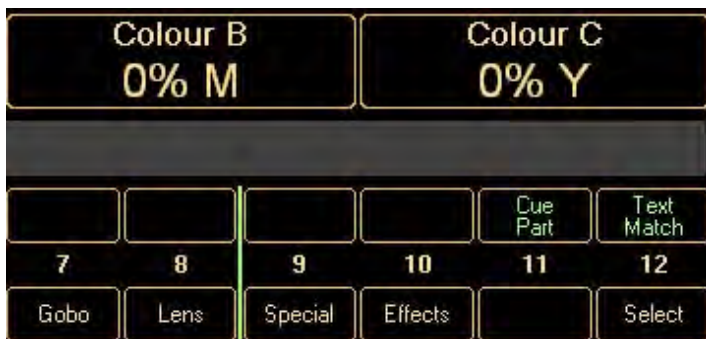 Colour B Colour C
0% M 0% Y
Cue Text
Part Match
7 8 9 10 11 12
Gobo Lens Special Effects Select